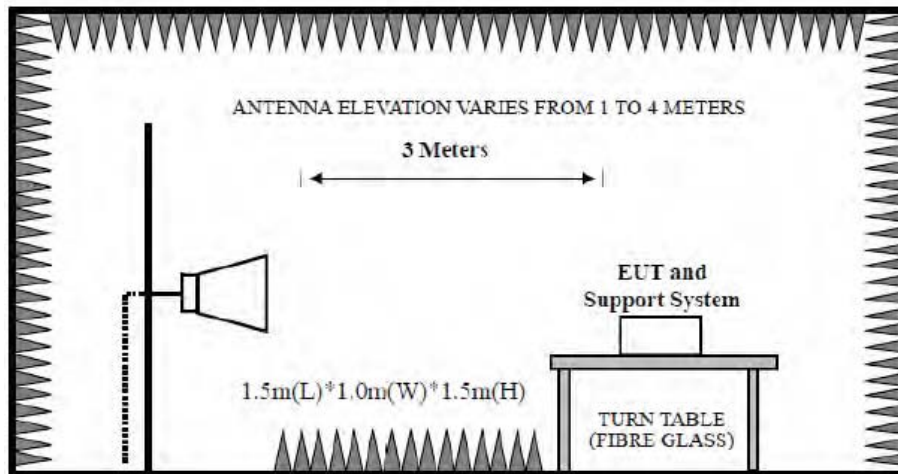 ANTENNA ELEVATION VARIES FROM 1 TO 4 METERS
3 Meters
EUT and
Support System
1.5m(L)*1.0m(W)*1.5m(H)
TURN TABLE
(FIBRE GLASS)